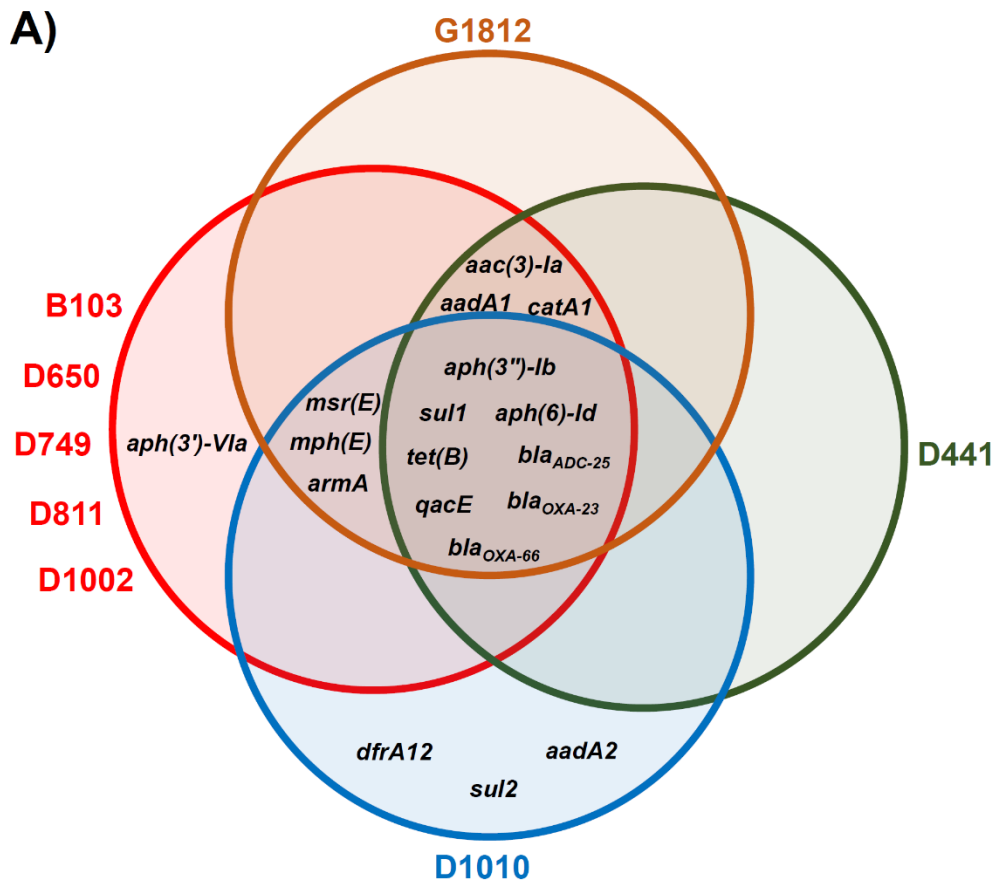 A)
G1812
B103
D650
D749
D811
D1002
D441
D1010
aac(3)-Ia
aadA1 catA1
aph(3")-Ib
msr(E)
sul1 aph(6)-Id
aph(3')-VIa
mph(E)
tet(B) blaADC-25
armA
qacE blaOXA-23
blaOXA-66
dfrA12 aadA2
sul2